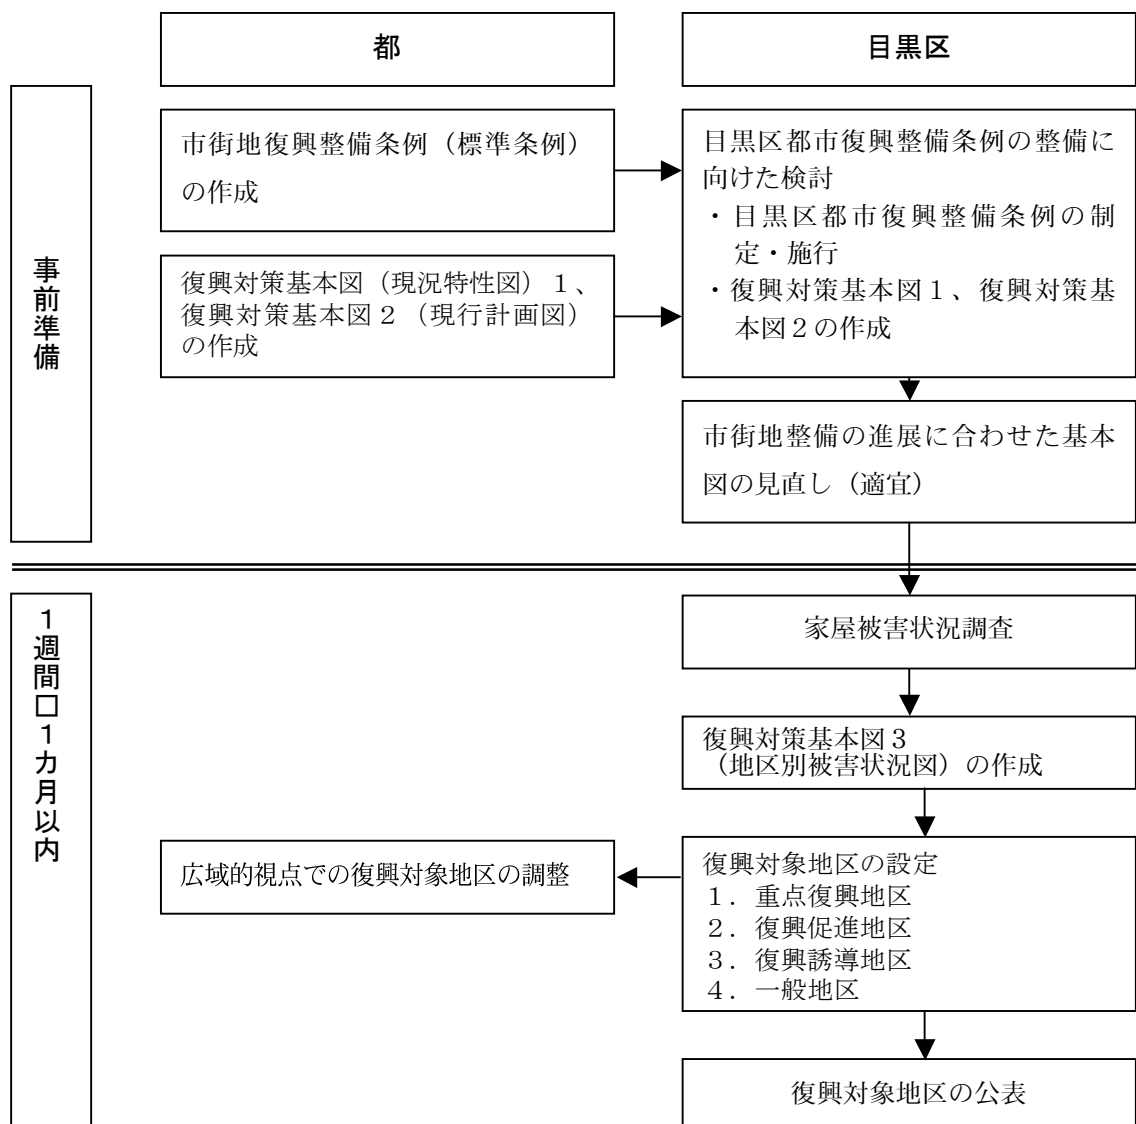 都
目黒区
事前準備
市街地復興整備条例（標準条例）
の作成
目黒区都市復興整備条例の整備に
向けた検討
・目黒区都市復興整備条例の制
定・施行
・復興対策基本図１、復興対策基
本図２の作成
復興対策基本図（現況特性図）１、
復興対策基本図２（現行計画図）
の作成
市街地整備の進展に合わせた基本
図の見直し（適宜）
１週間□１カ月以内
家屋被害状況調査
復興対策基本図３
（地区別被害状況図）の作成
広域的視点での復興対象地区の調整
復興対象地区の設定
１．重点復興地区
２．復興促進地区
３．復興誘導地区
４．一般地区
復興対象地区の公表